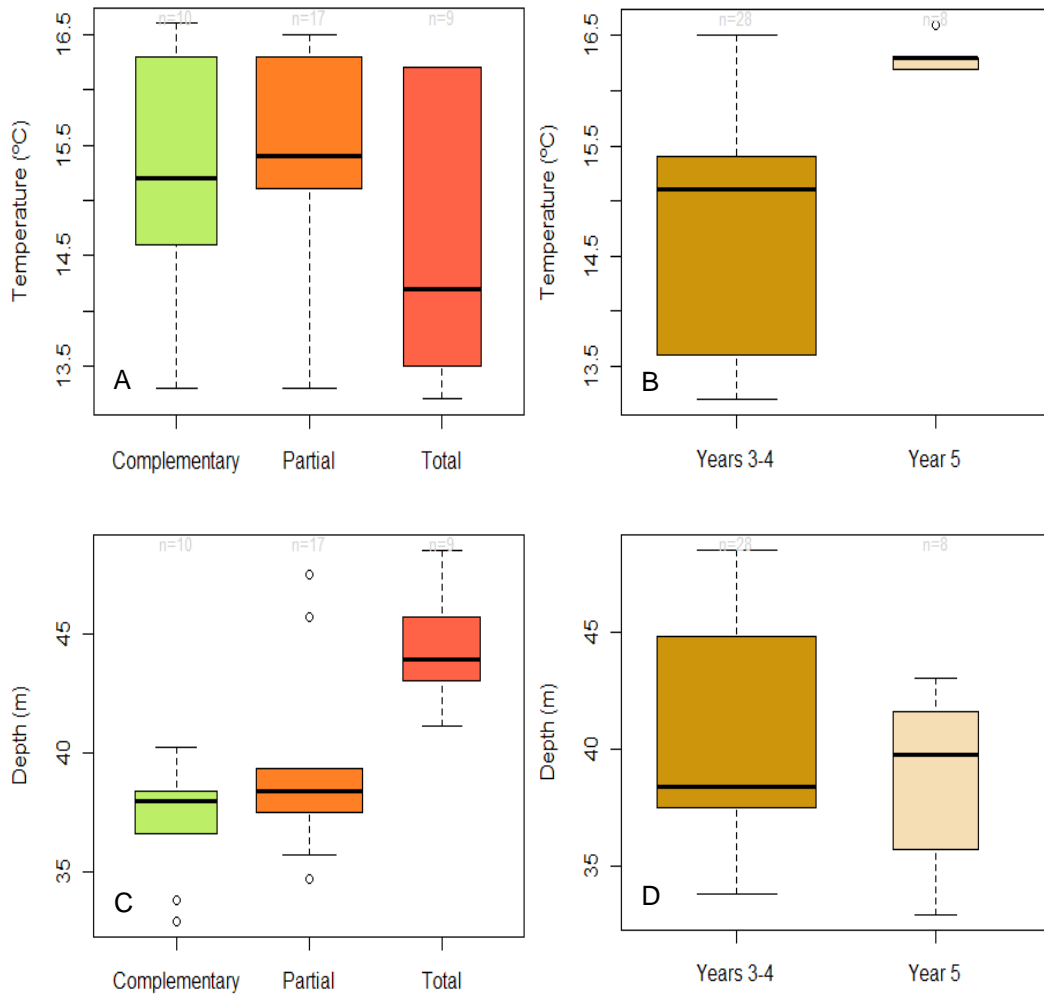 n=10 n=17 n=9
Temperature (ºC)
16.5
15.5
14.5
13.5
A
Complementary Partial Total
n=28 n=8
Temperature (ºC)
16.5
15.5
14.5
13.5
B
Years 3-4 Year 5
n=10 n=17 n=9
Depth (m)
45
40
35
C
Complementary Partial Total
n=28 n=8
Depth (m)
45
40
35
D
Years 3-4 Year 5